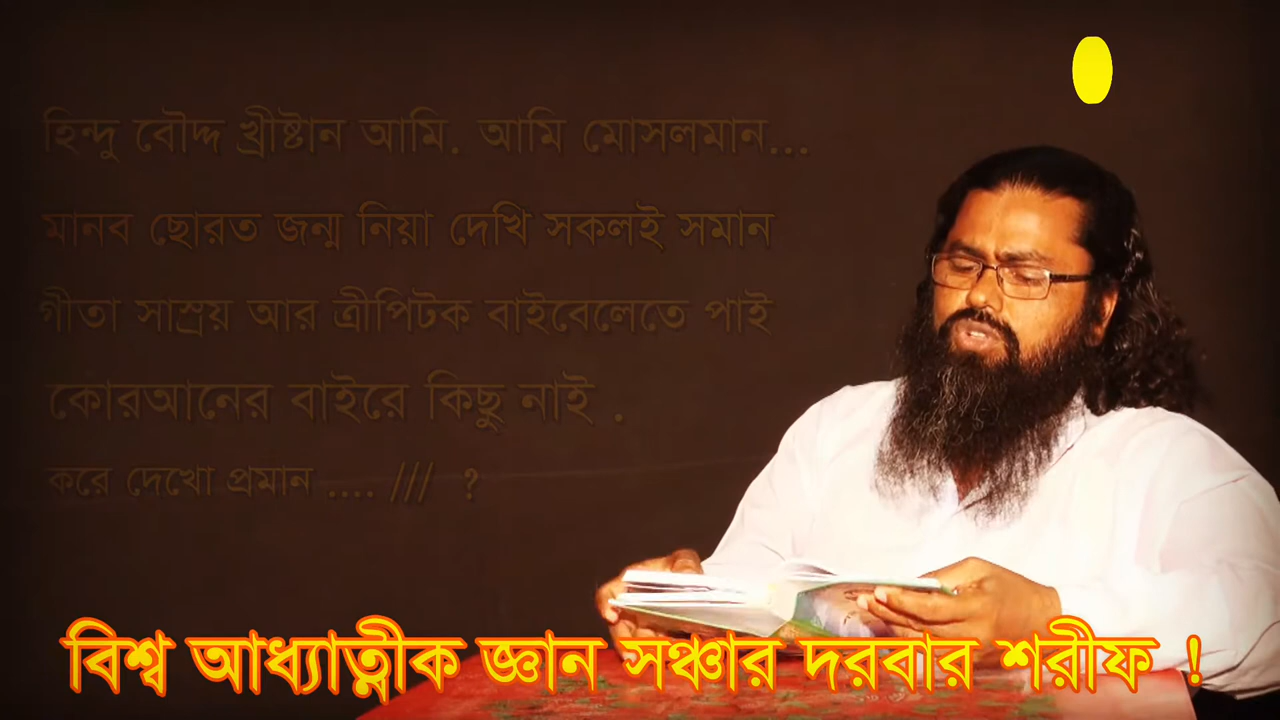 হিন্দু বৌদ্দ খ্রীষ্টান আমি. আমি মোসলমান...
মানব ছোরত জন্ম নিয়া দেখি সকলই সমান
গীতা সাস্রয় আর ত্রীপিটক বাইবেলেতে পাই
কোরআনের বাইরে কিছু নাই .
করে দেখো প্রমান .... /// ?
বিশ্ব আধ্যাত্নীক জ্ঞান সঞ্চার দরবার শরীফ !